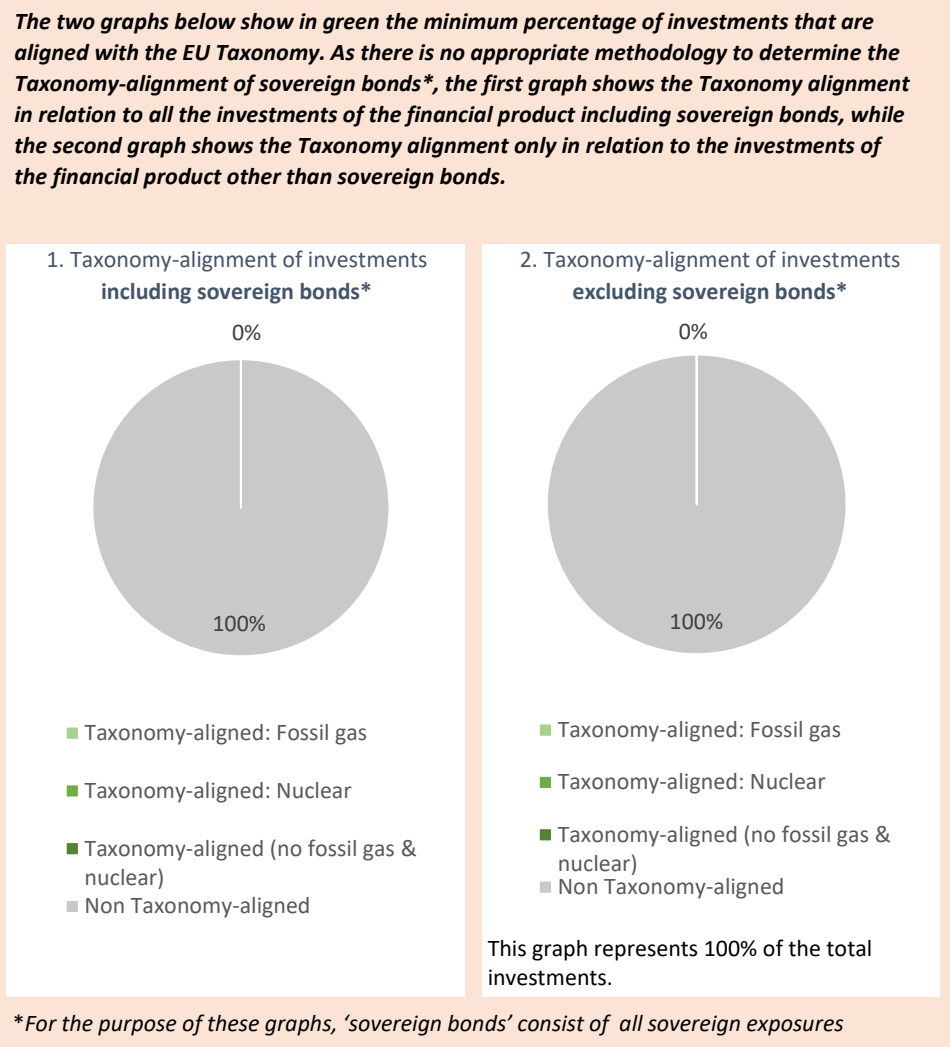 The two graphs below show in green the minimum percentage of investments that are
aligned with the EU Taxonomy. As there is no appropriate methodology to determine the
Taxonomy-alignment of sovereign bonds*, the first graph shows the Taxonomy alignment
in relation to all the investments of the financial product including sovereign bonds, while
the second graph shows the Taxonomy alignment only in relation to the investments of
the financial product other than sovereign bonds.
1. Taxonomy-alignment of investments
including sovereign bonds*
0%
100%
Taxonomy-aligned: Fossil gas
Taxonomy-aligned: Nuclear
Taxonomy-aligned (no fossil gas &
nuclear)
Non Taxonomy-aligned
2. Taxonomy-alignment of investments
excluding sovereign bonds*
0%
100%
Taxonomy-aligned: Fossil gas
Taxonomy-aligned: Nuclear
Taxonomy-aligned (no fossil gas &
nuclear)
Non Taxonomy-aligned
This graph represents 100% of the total
investments.
*For the purpose of these graphs, ‘sovereign bonds’ consist of all sovereign exposures